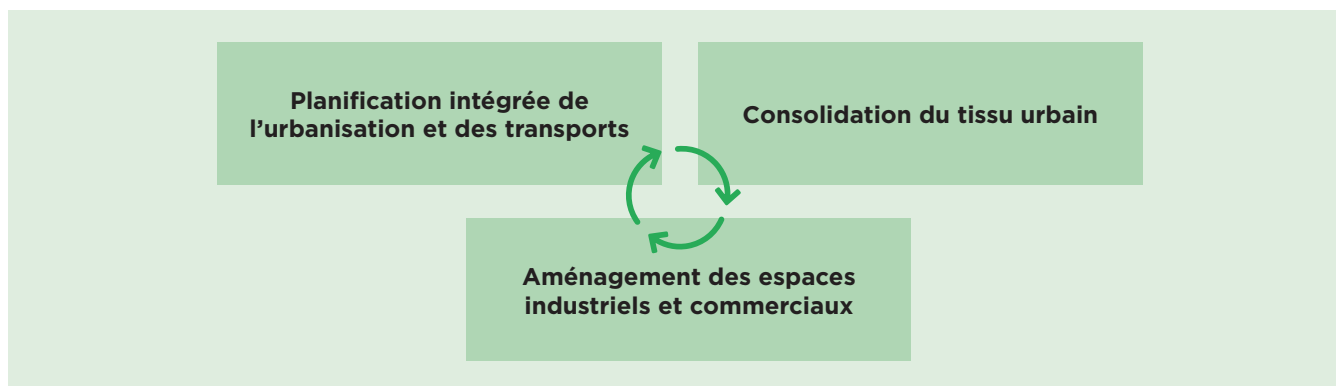 Planification intégrée de
l’urbanisation et des transports
Consolidation du tissu urbain
Aménagement des espaces
industriels et commerciaux